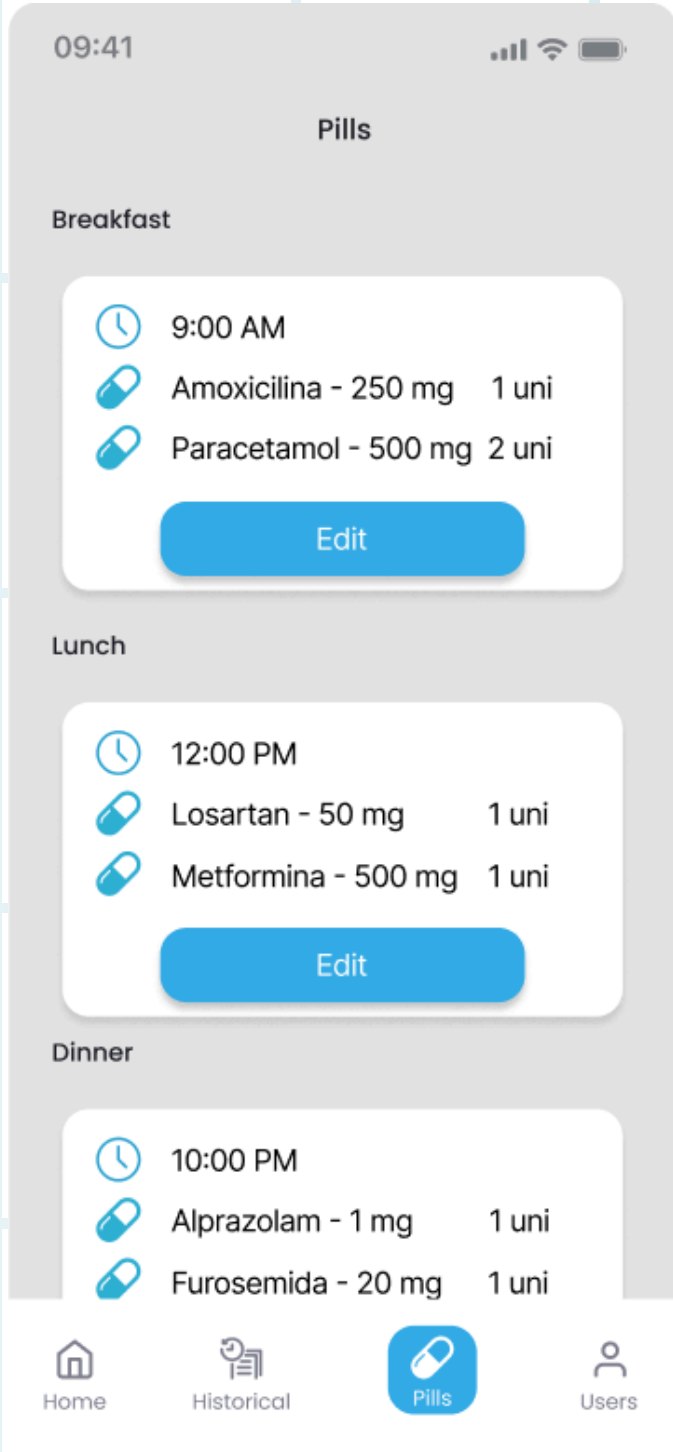 09:41
Pills
Breakfast
9:00 AM
Amoxicilina - 250 mg 1 uni
Paracetamol - 500 mg 2 uni
Edit
Lunch
12:00 PM
Losartan - 50 mg 1 uni
Metformina - 500 mg 1 uni
Edit
Dinner
10:00 PM
Alprazolam - 1 mg 1 uni
Furosemida - 20 mg 1 uni
Home Historical Pills Users